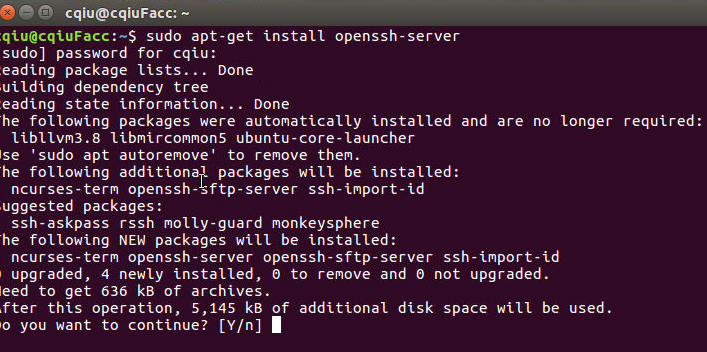 cqiu@cqiuFacc: ~
cqiu@cqiuFacc:~$ sudo apt-get install openssh-server
[sudo] password for cqiu:
Reading package lists... Done
Building dependency tree
Reading state information... Done
The following packages were automatically installed and are no longer required:
libllvm3.8 libmircommon5 ubuntu-core-launcher
Use 'sudo apt autoremove' to remove them.
The following additional packages will be installed:
ncurses-term openssh-sftp-server ssh-import-id
Suggested packages:
ssh-askpass rssh molly-guard monkeysphere
The following NEW packages will be installed:
ncurses-term openssh-server openssh-sftp-server ssh-import-id
0 upgraded, 4 newly installed, 0 to remove and 0 not upgraded.
Need to get 636 kB of archives.
After this operation, 5,145 kB of additional disk space will be used.
Do you want to continue? [Y/n]